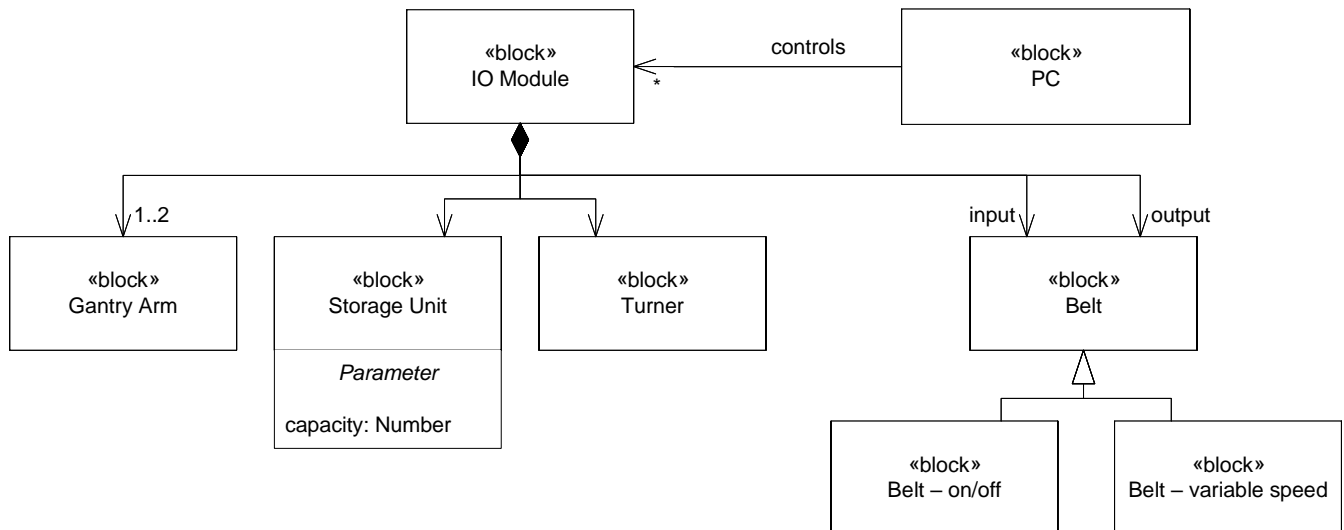 «block»
IO Module
controls
*
«block»
PC
1..2
input
output
«block»
Gantry Arm
«block»
Storage Unit
Parameter
capacity: Number
«block»
Turner
«block»
Belt
«block»
Belt – on/off
«block»
Belt – variable speed